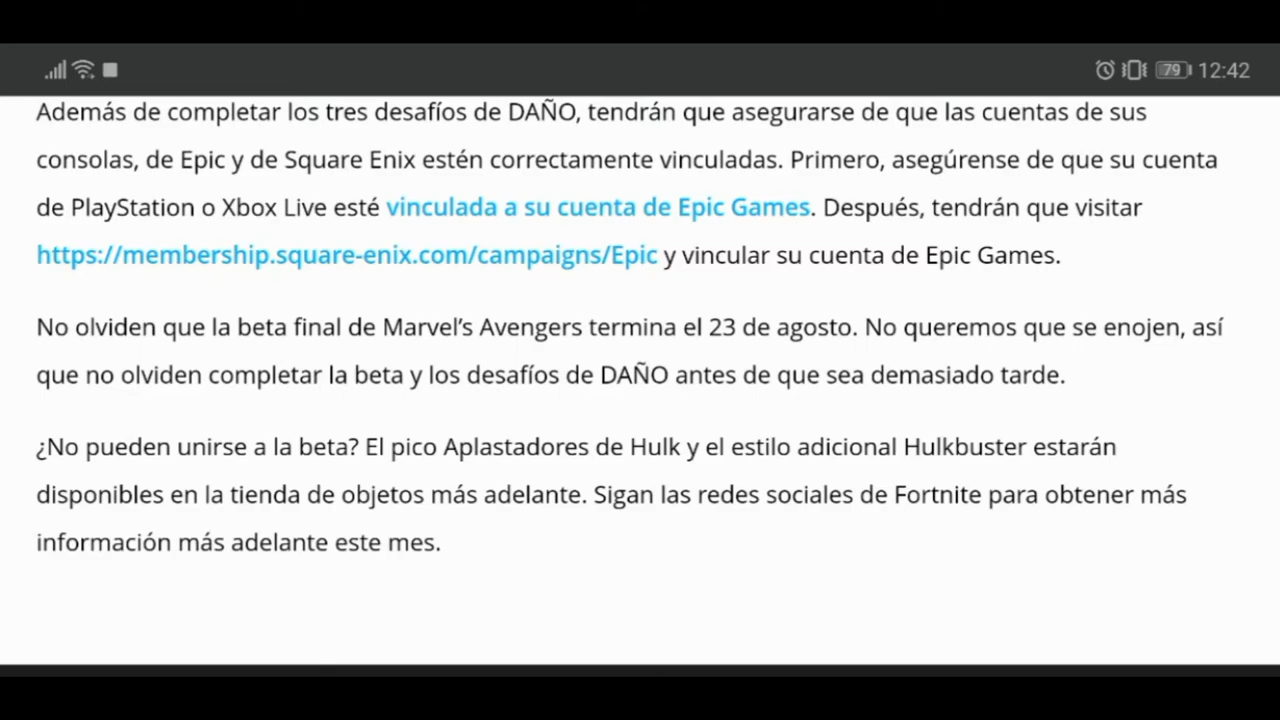 79 12:42
Además de completar los tres desafíos de DAÑO, tendrán que asegurarse de que las cuentas de sus
consolas, de Epic y de Square Enix estén correctamente vinculadas. Primero, asegúrense de que su cuenta
de PlayStation o Xbox Live esté vinculada a su cuenta de Epic Games. Después, tendrán que visitar
https://membership.square-enix.com/campaigns/Epic y vincular su cuenta de Epic Games.
No olviden que la beta final de Marvel’s Avengers termina el 23 de agosto. No queremos que se enojen, así
que no olviden completar la beta y los desafíos de DAÑO antes de que sea demasiado tarde.
¿No pueden unirse a la beta? El pico Aplastadores de Hulk y el estilo adicional Hulkbuster estarán
disponibles en la tienda de objetos más adelante. Sigan las redes sociales de Fortnite para obtener más
información más adelante este mes.